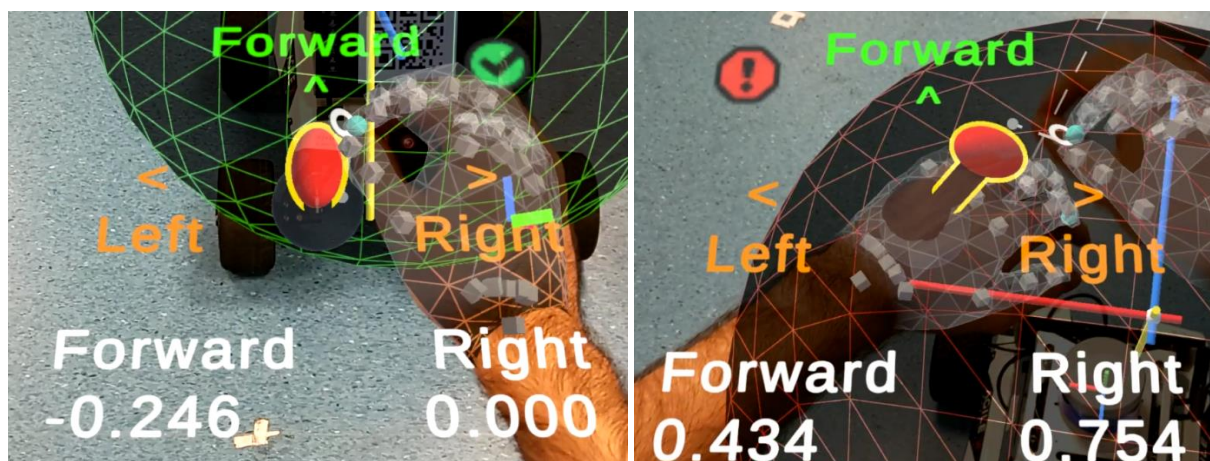 Forward
^
< >
Left Right
Forward Right
-0.246 0.000
Forward
^
< >
Left Right
Forward Right
0.434 0.754